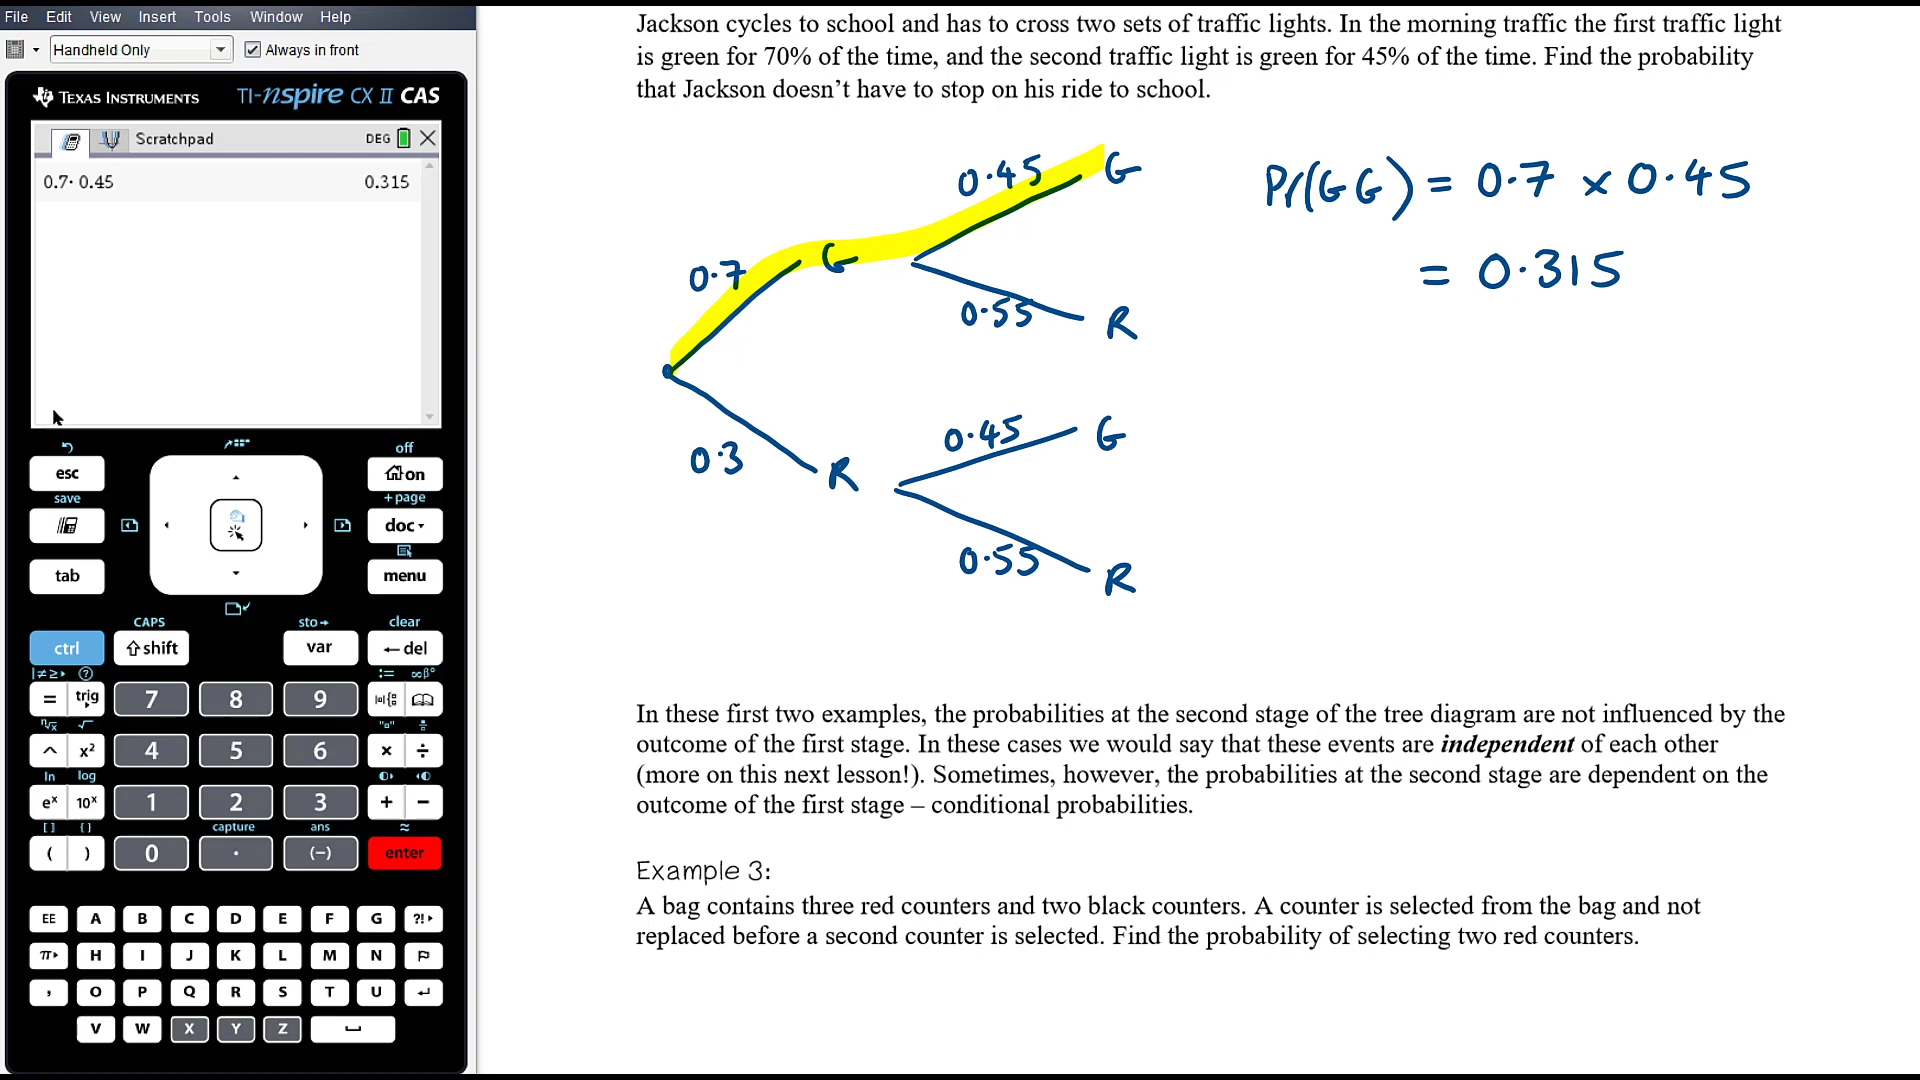 File Edit View Insert Tools Window Help
Handheld Only Always in front
TEXAS INSTRUMENTS TI-nspire CX II CAS
Scratchpad DEG
0.7· 0.45 0.315
off
esc on
save + page
doc
tab menu
CAPS sto→ clear
ctrl ⇧shift var ←del
|≠≥▸ ? := ∞β°
= trig 7 8 9
ⁿ√x √ "▫" ÷
^ x² 4 5 6 × ÷
ln log
eˣ 10ˣ 1 2 3 + −
[ ] { } capture ans ≈
( ) 0 . (−) enter
EE A B C D E F G ?!▸
π▸ H I J K L M N
, O P Q R S T U ↵
V W X Y Z
Jackson cycles to school and has to cross two sets of traffic lights. In the morning traffic the first traffic light
is green for 70% of the time, and the second traffic light is green for 45% of the time. Find the probability
that Jackson doesn't have to stop on his ride to school.
0.45 G
0.7 G
0.55 R
0.3 R
0.45 G
0.55 R
Pr(GG) = 0.7 × 0.45
= 0.315
In these first two examples, the probabilities at the second stage of the tree diagram are not influenced by the
outcome of the first stage. In these cases we would say that these events are independent of each other
(more on this next lesson!). Sometimes, however, the probabilities at the second stage are dependent on the
outcome of the first stage – conditional probabilities.
Example 3:
A bag contains three red counters and two black counters. A counter is selected from the bag and not
replaced before a second counter is selected. Find the probability of selecting two red counters.